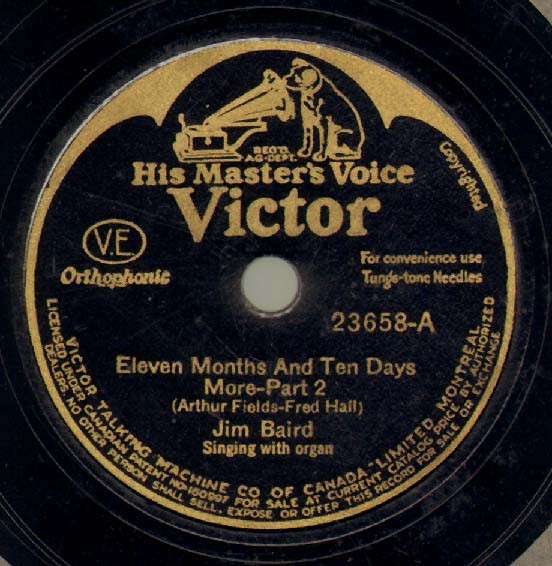 REG'D.
AG-DEPT.
His Master's Voice
Victor
Copyrighted
V.E
Orthophonic
For convenience use
Tungs-tone Needles
23658-A
Eleven Months And Ten Days
More-Part 2
(Arthur Fields-Fred Hall)
Jim Baird
Singing with organ
VICTOR TALKING MACHINE CO OF CANADA, LIMITED, MONTREAL
LICENSED UNDER CANADIAN PATENT NO. 190997 FOR SALE AT CURRENT CATALOG PRICE BY AUTHORIZED
DEALERS. NO OTHER PERSON SHALL SELL, EXPOSE OR OFFER THIS RECORD FOR SALE OR EXCHANGE